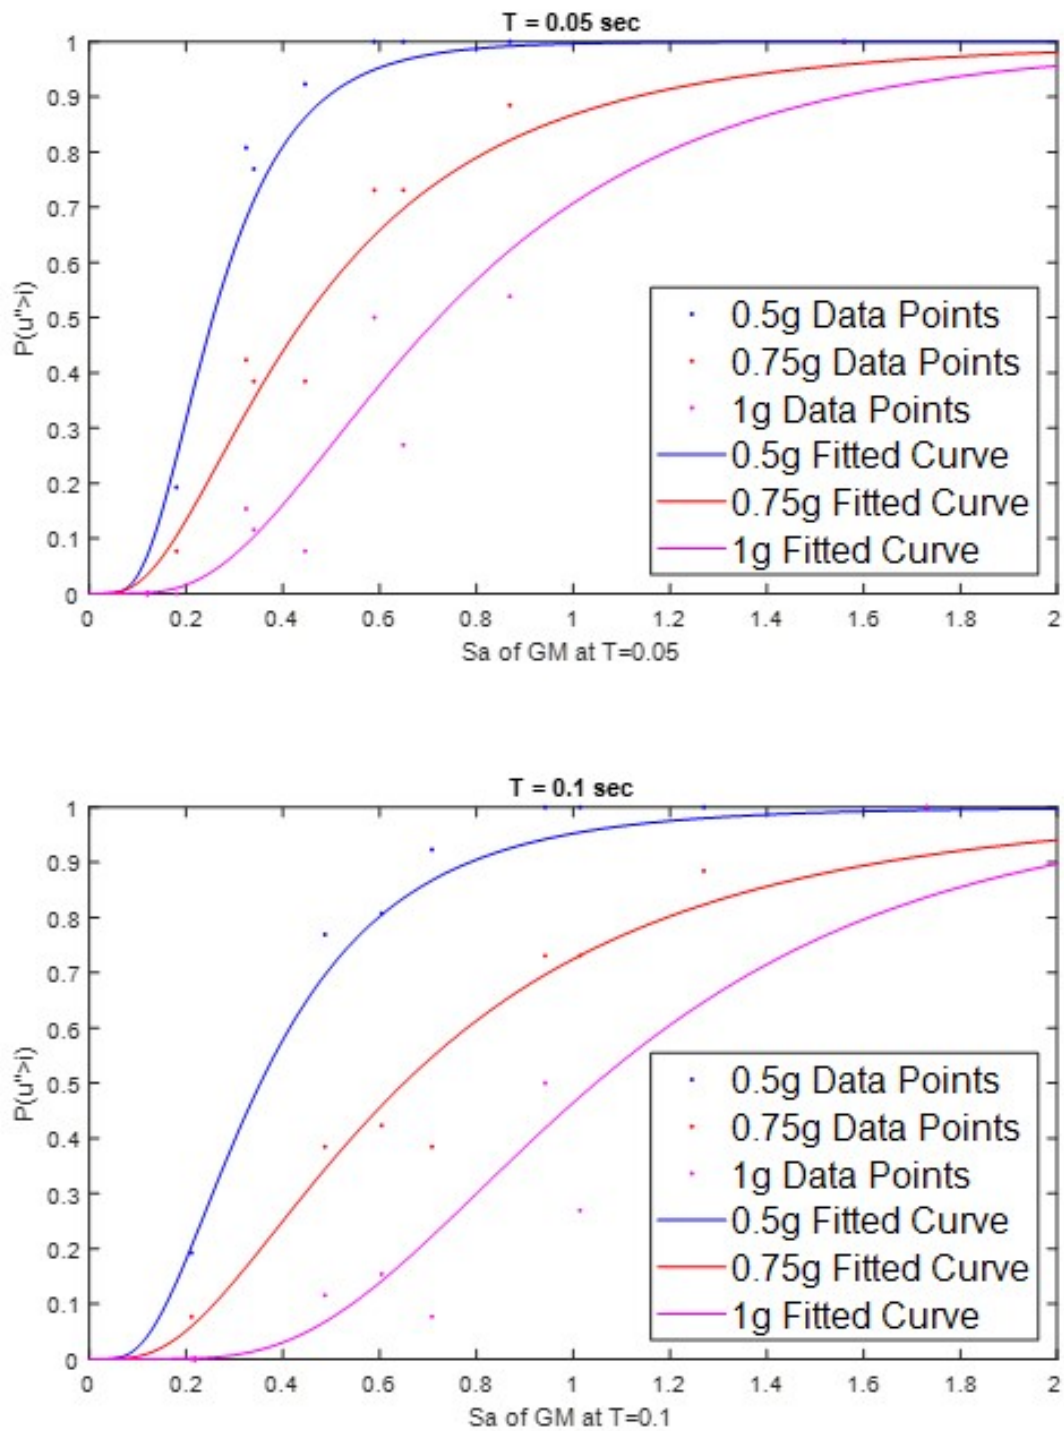 T = 0.05 sec
1
0.9
0.8
0.7
0.6
0.5
0.4
0.3
0.2
0.1
0
P(u">i)
0.5g Data Points
0.75g Data Points
1g Data Points
0.5g Fitted Curve
0.75g Fitted Curve
1g Fitted Curve
0 0.2 0.4 0.6 0.8 1 1.2 1.4 1.6 1.8 2
Sa of GM at T=0.05
T = 0.1 sec
1
0.9
0.8
0.7
0.6
0.5
0.4
0.3
0.2
0.1
0
P(u">i)
0.5g Data Points
0.75g Data Points
1g Data Points
0.5g Fitted Curve
0.75g Fitted Curve
1g Fitted Curve
0 0.2 0.4 0.6 0.8 1 1.2 1.4 1.6 1.8 2
Sa of GM at T=0.1